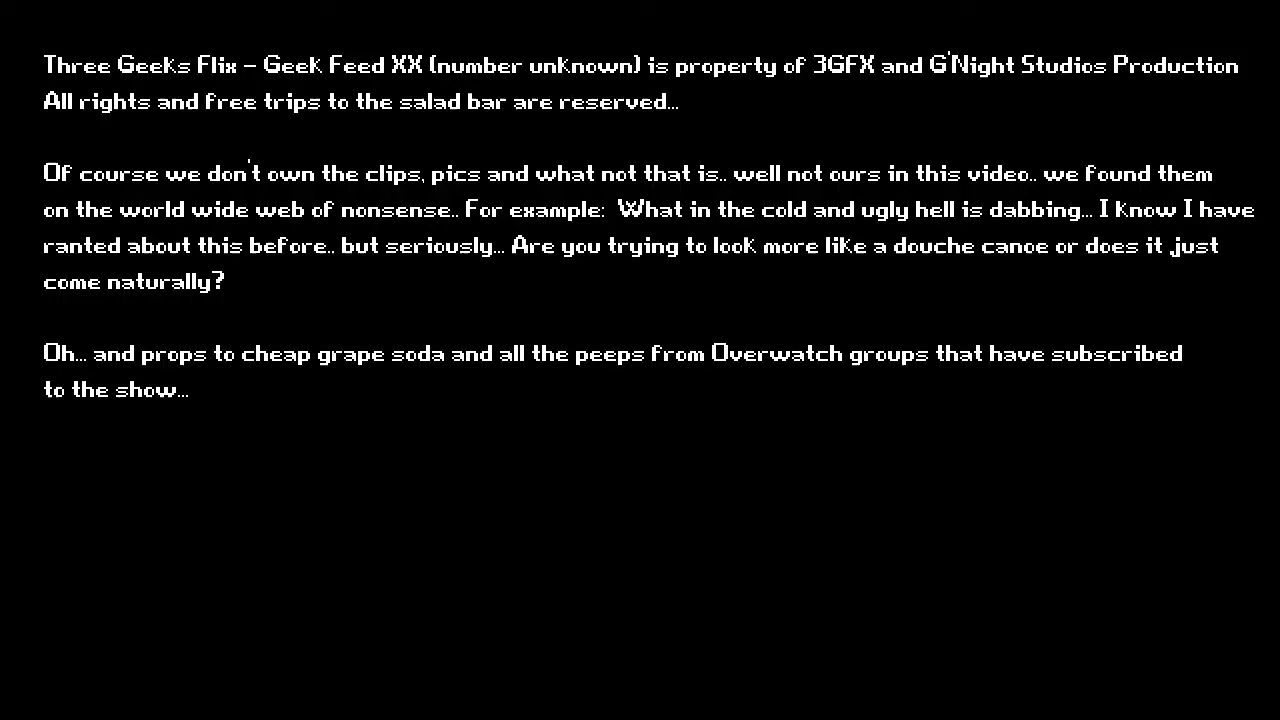 Three Geeks Flix - Geek Feed XX (number unknown) is property of 3GFX and G'Night Studios Production
All rights and free trips to the salad bar are reserved...
Of course we don't own the clips, pics and what not that is.. well not ours in this video.. we found them
on the world wide web of nonsense.. For example:  What in the cold and ugly hell is dabbing... I know I have
ranted about this before.. but seriously... Are you trying to look more like a douche canoe or does it just
come naturally?
Oh... and props to cheap grape soda and all the peeps from Overwatch groups that have subscribed
to the show...